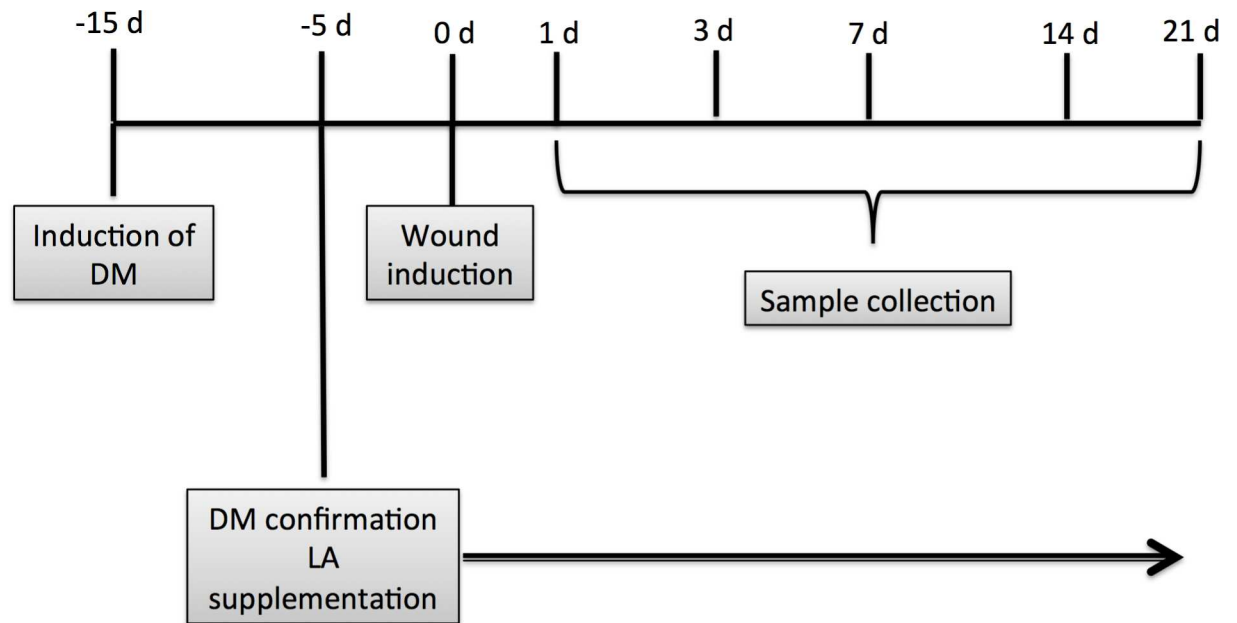 -15 d
-5 d
0 d
1 d
3 d
7 d
14 d
21 d
Induction of
DM
Wound
induction
Sample collection
DM confirmation
LA
supplementation